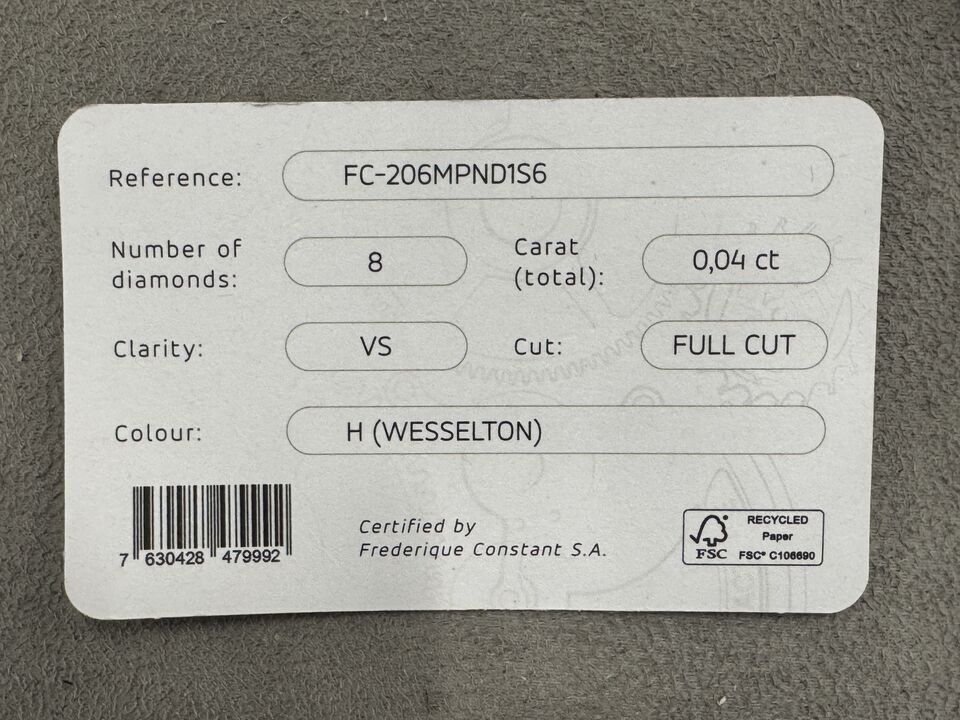 Reference: FC-206MPND1S6
Number of diamonds: 8
Carat (total): 0,04 ct
Clarity: VS
Cut: FULL CUT
Colour: H (WESSELTON)
7 630428 479992
Certified by
Frederique Constant S.A.
FSC
RECYCLED
Paper
FSC® C106690